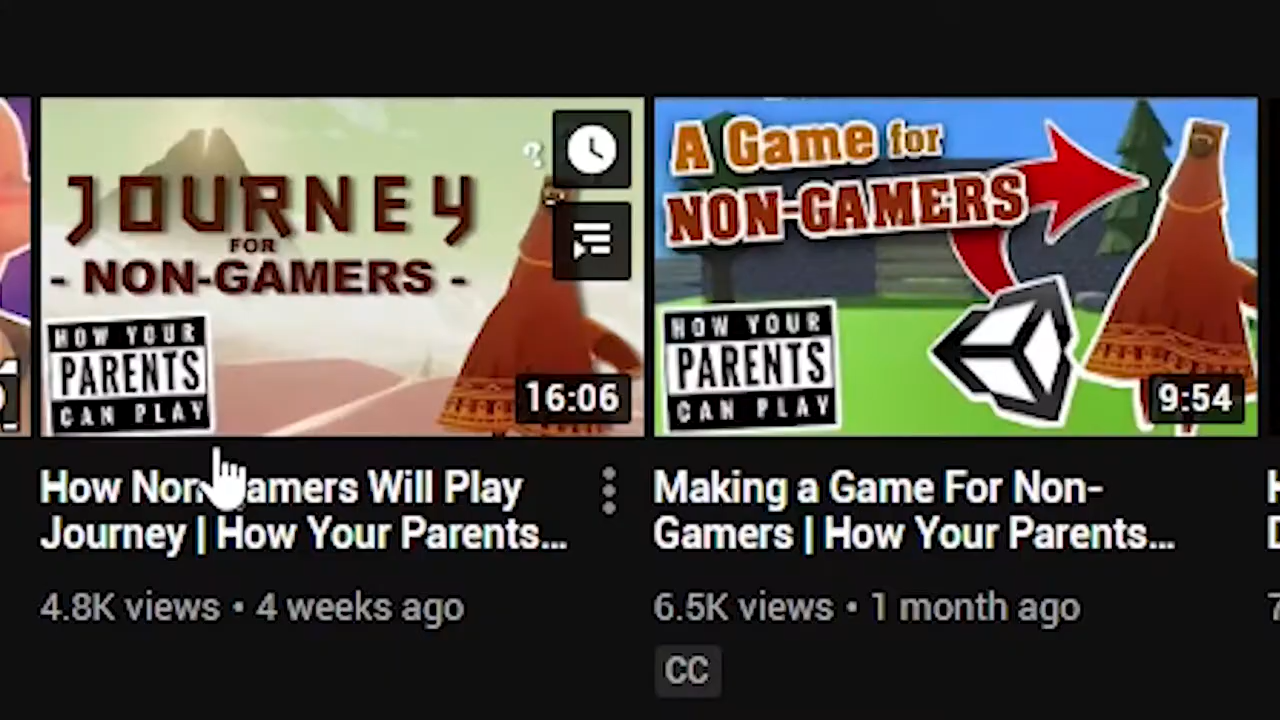 JOURNEY
FOR
- NON-GAMERS -
HOW YOUR
PARENTS
CAN PLAY
16:06
How Non-Gamers Will Play
Journey | How Your Parents...
4.8K views • 4 weeks ago
A Game for
NON-GAMERS
HOW YOUR
PARENTS
CAN PLAY
9:54
Making a Game For Non-
Gamers | How Your Parents...
6.5K views • 1 month ago
CC